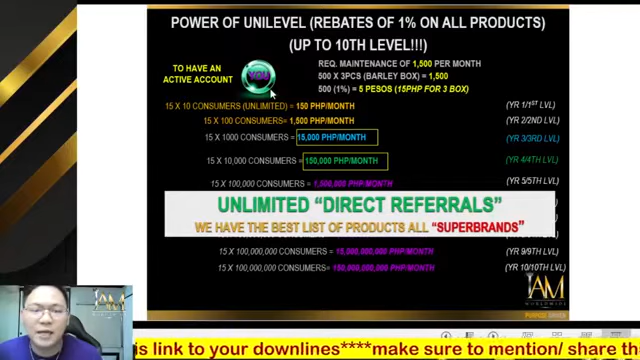 POWER OF UNILEVEL (REBATES OF 1% ON ALL PRODUCTS)
(UP TO 10TH LEVEL!!!)
TO HAVE AN
ACTIVE ACCOUNT
YOU
REQ. MAINTENANCE OF 1,500 PER MONTH
500 X 3PCS (BARLEY BOX) = 1,500
500 (1%) = 5 PESOS (15PHP FOR 3 BOX)
15 X 10 CONSUMERS (UNLIMITED) = 150 PHP/MONTH (YR 1/1ST LVL)
15 X 100 CONSUMERS= 1,500 PHP/MONTH (YR 2/2ND LVL)
15 X 1000 CONSUMERS = 15,000 PHP/MONTH (YR 3/3RD LVL)
15 X 10,000 CONSUMERS = 150,000 PHP/MONTH (YR 4/4TH LVL)
15 X 100,000 CONSUMERS = 1,500,000 PHP/MONTH (YR 5/5TH LVL)
UNLIMITED "DIRECT REFERRALS"
WE HAVE THE BEST LIST OF PRODUCTS ALL "SUPERBRANDS"
15 X 100,000,000 CONSUMERS = 15,000,000,000 PHP/MONTH (YR 9/9TH LVL)
15 X 100,000,000 CONSUMERS= 150,000,000,000 PHP/MONTH (YR 10/10TH LVL)
IAM
WORLDWIDE
PURPOSE DRIVEN
IAM
is link to your downlines****make sure to mention/ share th